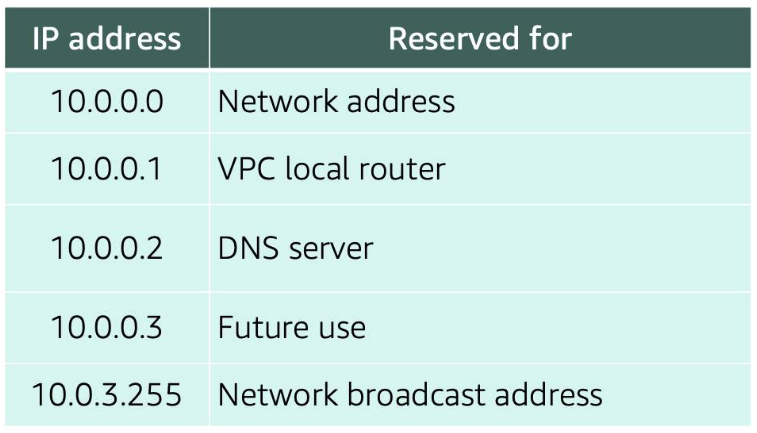 IP address Reserved for
10.0.0.0 Network address
10.0.0.1 VPC local router
10.0.0.2 DNS server
10.0.0.3 Future use
10.0.3.255 Network broadcast address